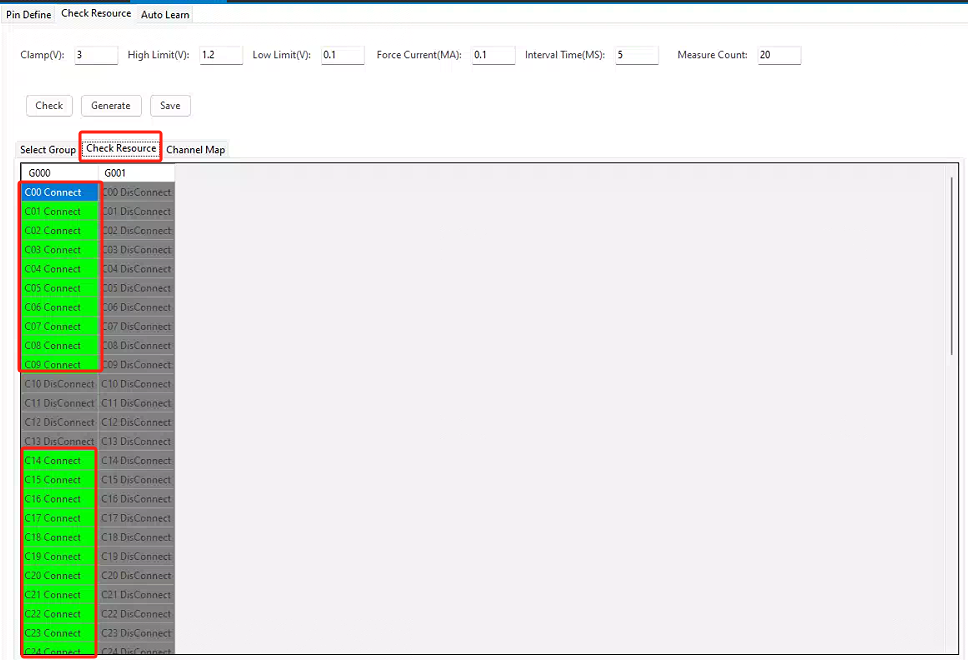 Pin Define Check Resource Auto Learn
Clamp(V): 3 High Limit(V): 1.2 Low Limit(V): 0.1 Force Current(MA): 0.1 Interval Time(MS): 5 Measure Count: 20
Check Generate Save
Select Group Check Resource Channel Map
G000 G001
C00 Connect C00 DisConnect
C01 Connect C01 DisConnect
C02 Connect C02 DisConnect
C03 Connect C03 DisConnect
C04 Connect C04 DisConnect
C05 Connect C05 DisConnect
C06 Connect C06 DisConnect
C07 Connect C07 DisConnect
C08 Connect C08 DisConnect
C09 Connect C09 DisConnect
C10 DisConnect C10 DisConnect
C11 DisConnect C11 DisConnect
C12 DisConnect C12 DisConnect
C13 DisConnect C13 DisConnect
C14 Connect C14 DisConnect
C15 Connect C15 DisConnect
C16 Connect C16 DisConnect
C17 Connect C17 DisConnect
C18 Connect C18 DisConnect
C19 Connect C19 DisConnect
C20 Connect C20 DisConnect
C21 Connect C21 DisConnect
C22 Connect C22 DisConnect
C23 Connect C23 DisConnect
C24 Connect C24 DisConnect